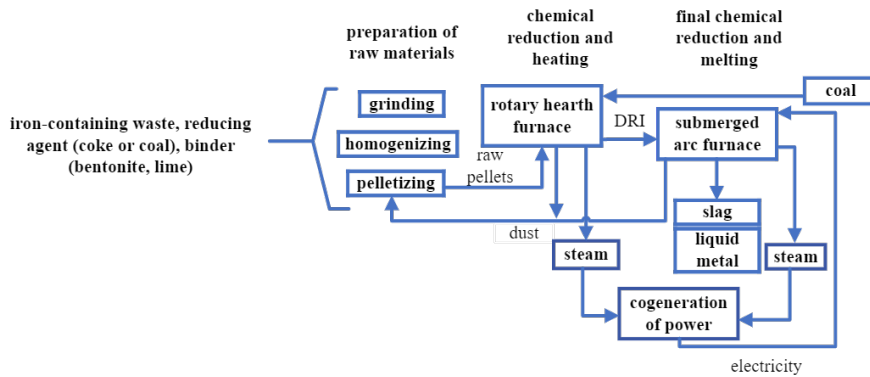 preparation of
raw materials
chemical
reduction and
heating
final chemical
reduction and
melting
iron-containing waste, reducing
agent (coke or coal), binder
(bentonite, lime)
grinding
homogenizing
pelletizing
raw
pellets
rotary hearth
furnace
DRI
submerged
arc furnace
coal
dust
slag
liquid
metal
steam
steam
cogeneration
of power
electricity